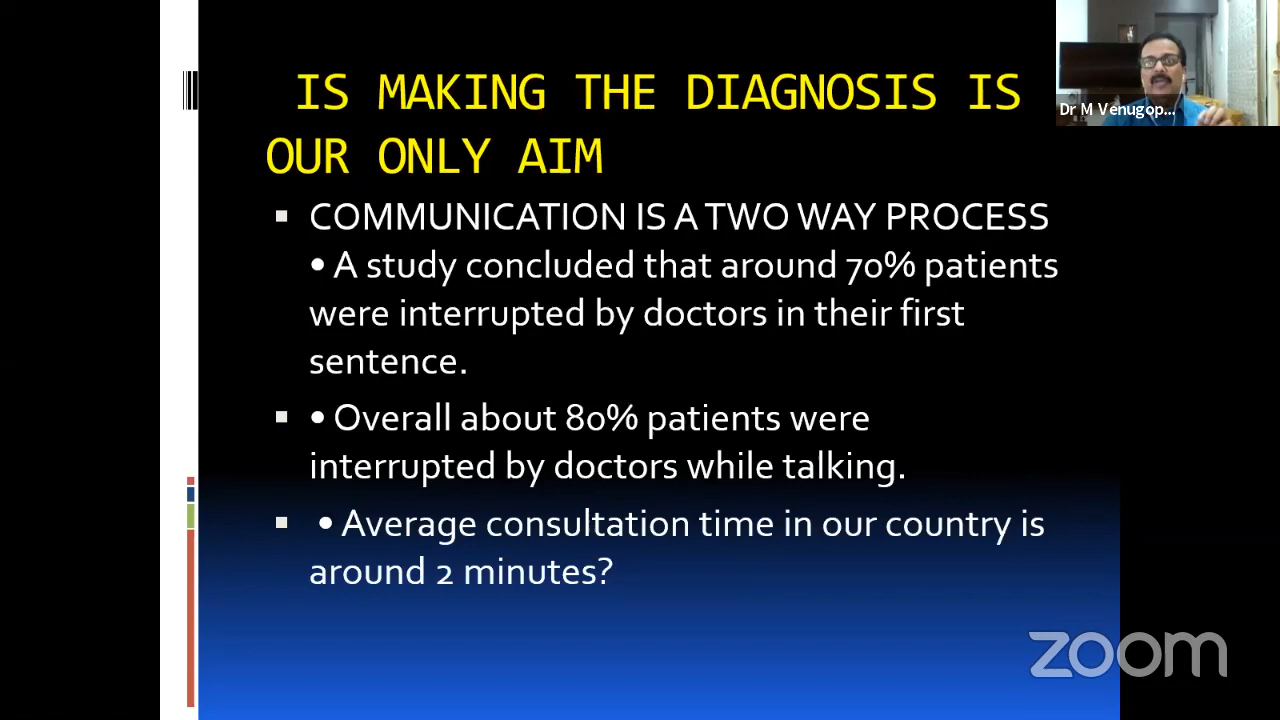 IS MAKING THE DIAGNOSIS IS
OUR ONLY AIM
▪ COMMUNICATION IS A TWO WAY PROCESS
• A study concluded that around 70% patients
were interrupted by doctors in their first
sentence.
▪ • Overall about 80% patients were
interrupted by doctors while talking.
▪ • Average consultation time in our country is
around 2 minutes?
Dr M Venugop...
zoom